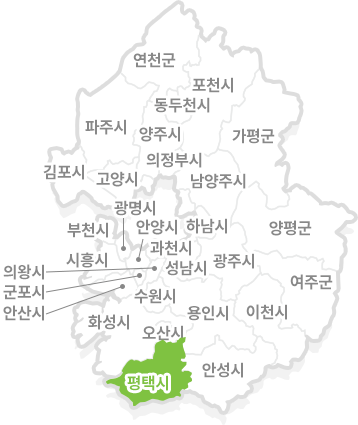 연천군
포천시
동두천시
파주시
양주시
가평군
의정부시
김포시
고양시
남양주시
광명시
부천시
안양시
하남시
양평군
과천시
시흥시
성남시
광주시
의왕시
여주군
군포시
수원시
안산시
용인시
이천시
화성시
오산시
안성시
평택시